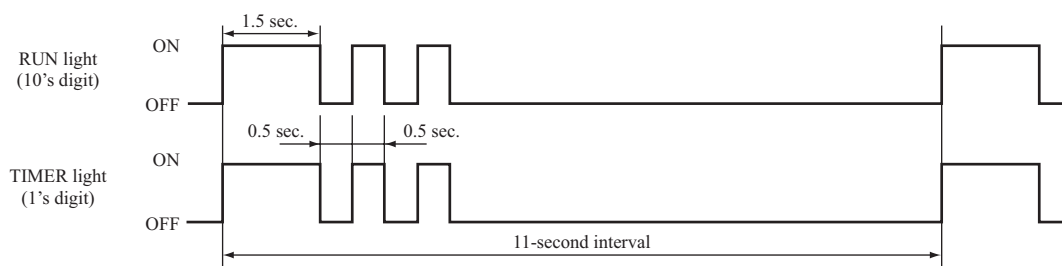 1.5 sec.
ON
RUN light
(10’s digit)
OFF
0.5 sec.
0.5 sec.
ON
TIMER light
(1’s digit)
OFF
11-second interval